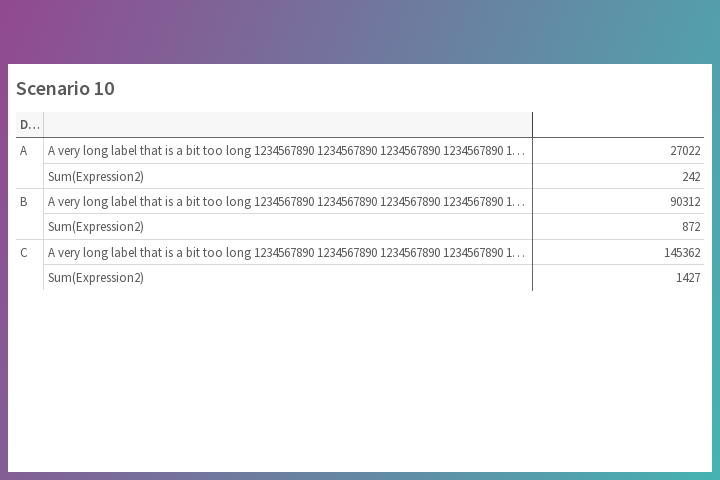 Scenario 10
D…
A A very long label that is a bit too long 1234567890 1234567890 1234567890 1234567890 1… 27022
Sum(Expression2) 242
B A very long label that is a bit too long 1234567890 1234567890 1234567890 1234567890 1… 90312
Sum(Expression2) 872
C A very long label that is a bit too long 1234567890 1234567890 1234567890 1234567890 1… 145362
Sum(Expression2) 1427